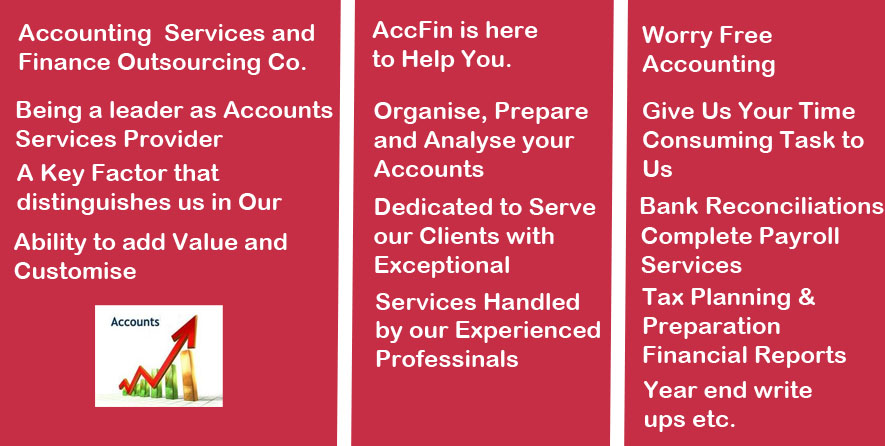 Accounting Services and
Finance Outsourcing Co.
Being a leader as Accounts
Services Provider
A Key Factor that
distinguishes us in Our
Ability to add Value and
Customise
Accounts
AccFin is here
to Help You.
Organise, Prepare
and Analyse your
Accounts
Dedicated to Serve
our Clients with
Exceptional
Services Handled
by our Experienced
Professinals
Worry Free
Accounting
Give Us Your Time
Consuming Task to
Us
Bank Reconciliations
Complete Payroll
Services
Tax Planning &
Preparation
Financial Reports
Year end write
ups etc.